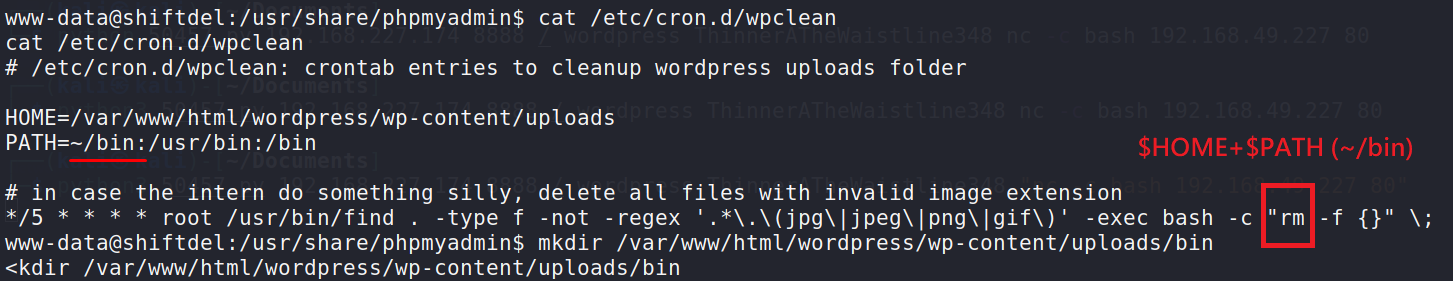 www-data@shiftdel:/usr/share/phpmyadmin$ cat /etc/cron.d/wpclean
cat /etc/cron.d/wpclean
# /etc/cron.d/wpclean: crontab entries to cleanup wordpress uploads folder
HOME=/var/www/html/wordpress/wp-content/uploads
PATH=~/bin:/usr/bin:/bin
$HOME+$PATH (~/bin)
# in case the intern do something silly, delete all files with invalid image extension
*/5 * * * * root /usr/bin/find . -type f -not -regex '.*\.\(jpg\|jpeg\|png\|gif\)' -exec bash -c "rm -f {}" \;
www-data@shiftdel:/usr/share/phpmyadmin$ mkdir /var/www/html/wordpress/wp-content/uploads/bin
<kdir /var/www/html/wordpress/wp-content/uploads/bin